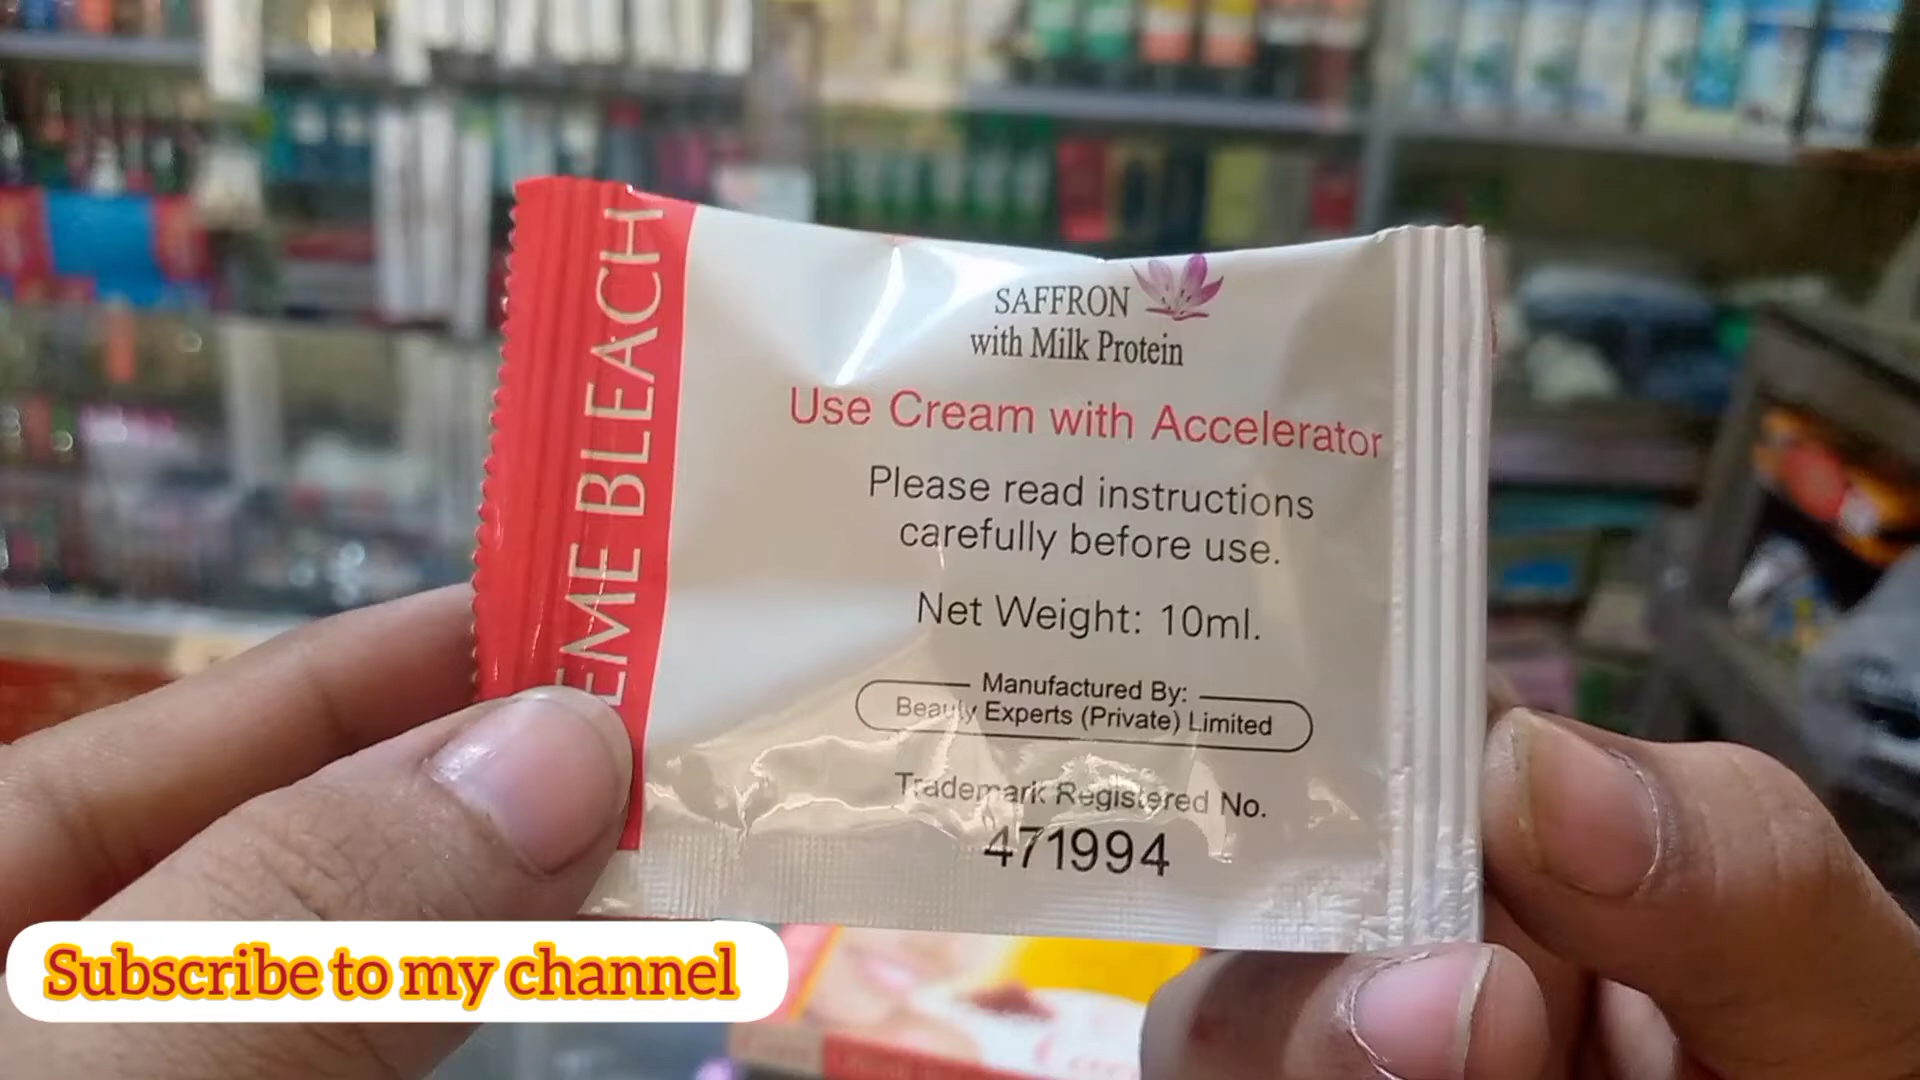 EME BLEACH
SAFFRON
with Milk Protein
Use Cream with Accelerator
Please read instructions
carefully before use.
Net Weight: 10ml.
Manufactured By:
Beauty Experts (Private) Limited
Trademark Registered No.
471994
Subscribe to my channel